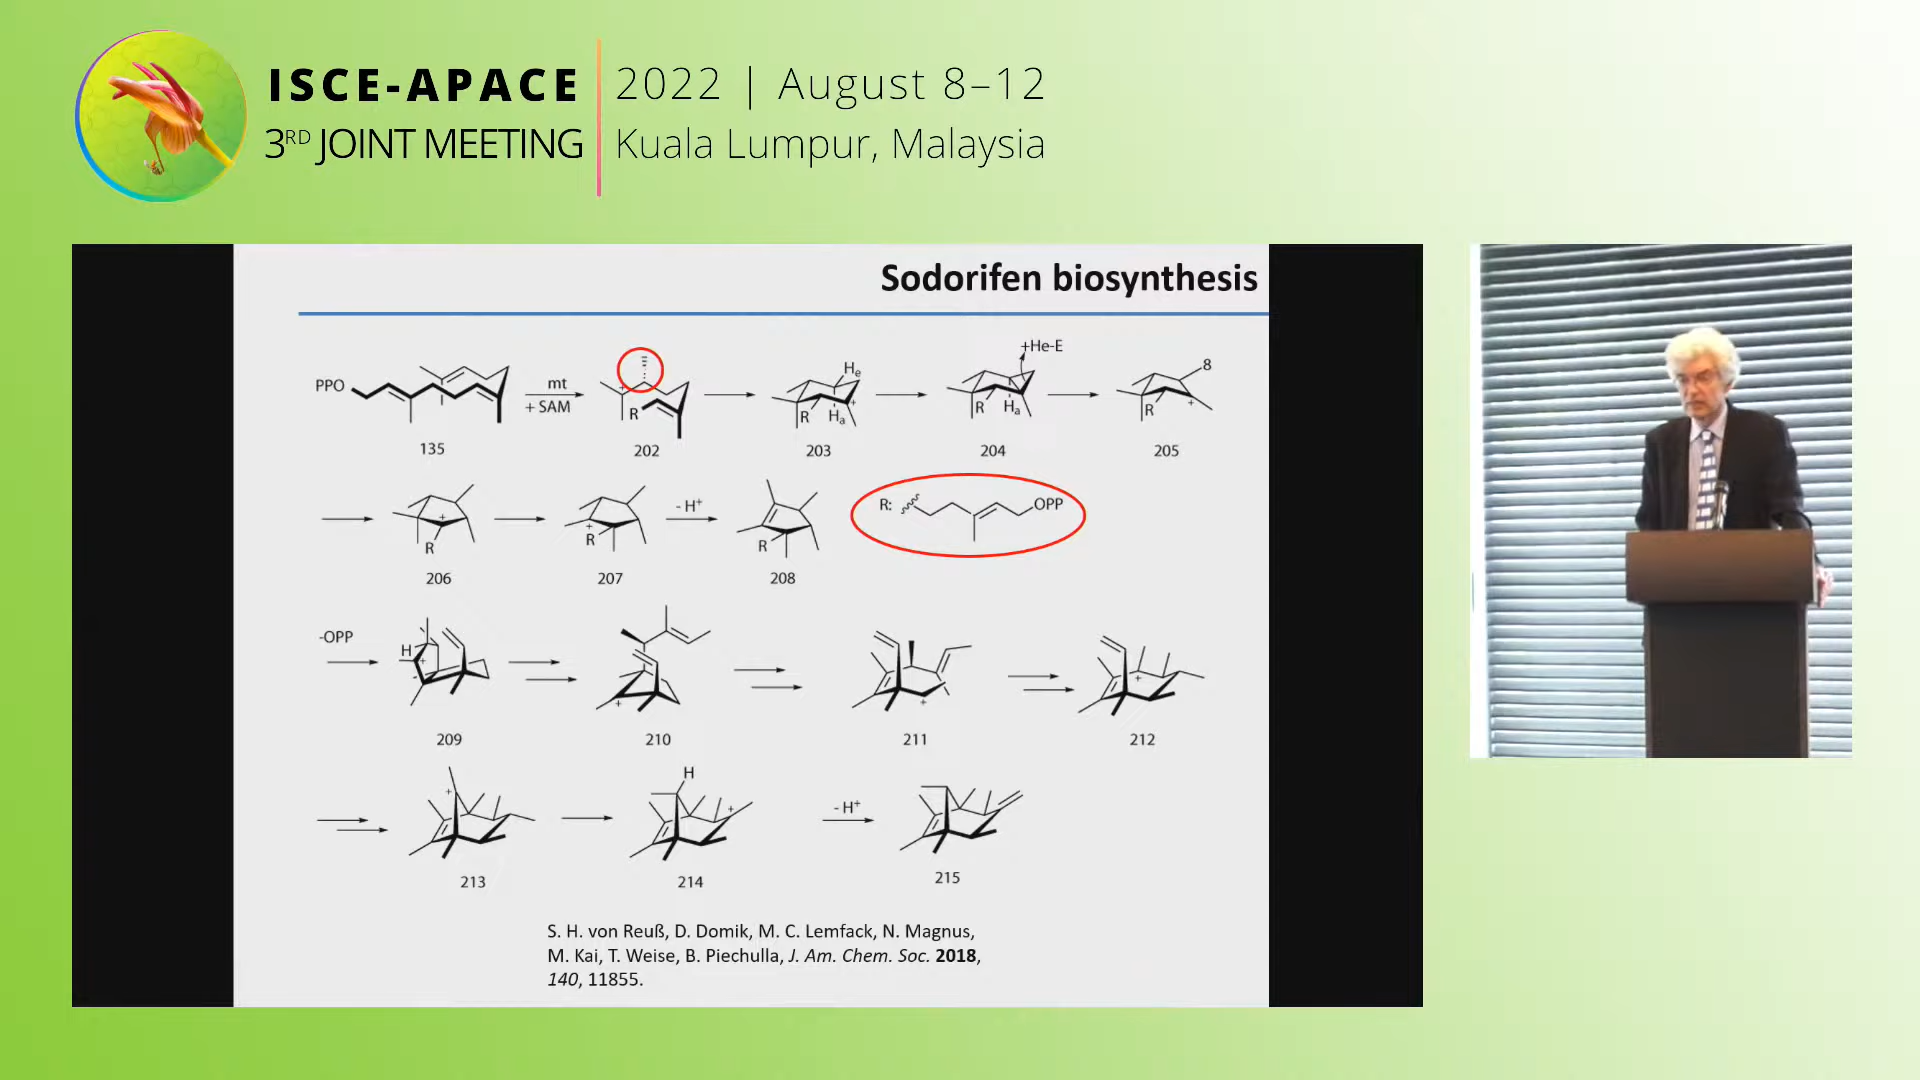 ISCE-APACE
3RD JOINT MEETING
2022 | August 8–12
Kuala Lumpur, Malaysia
Sodorifen biosynthesis
PPO
135
mt
+ SAM
+
R
202
He
R
Ha
+
203
+He-E
R
Ha
204
8
R
+
205
+
R
206
+
R
207
- H+
R
208
R:
OPP
-OPP
H
+
209
+
210
+
211
+
212
+
213
H
+
214
- H+
215
S. H. von Reuß, D. Domik, M. C. Lemfack, N. Magnus,
M. Kai, T. Weise, B. Piechulla, J. Am. Chem. Soc. 2018,
140, 11855.